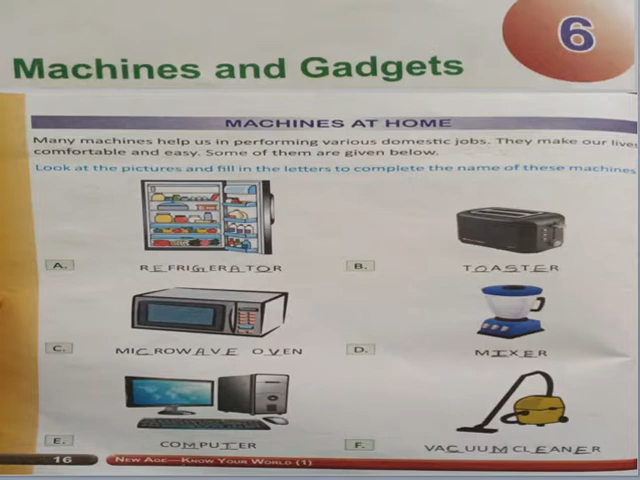 6
Machines and Gadgets
MACHINES AT HOME
Many machines help us in performing various domestic jobs. They make our lives
comfortable and easy. Some of them are given below.
Look at the pictures and fill in the letters to complete the name of these machines
A. REFRIGERATOR
B. TOASTER
C. MICROWAVE OVEN
D. MIXER
E. COMPUTER
F. VACUUM CLEANER
16 NEW AGE—KNOW YOUR WORLD (1)